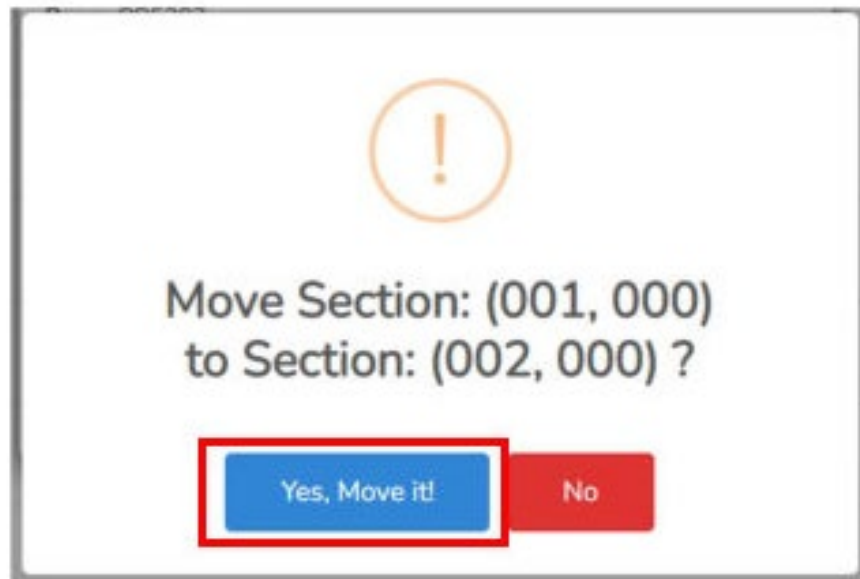 !
Move Section: (001, 000)
to Section: (002, 000) ?
Yes, Move it! No